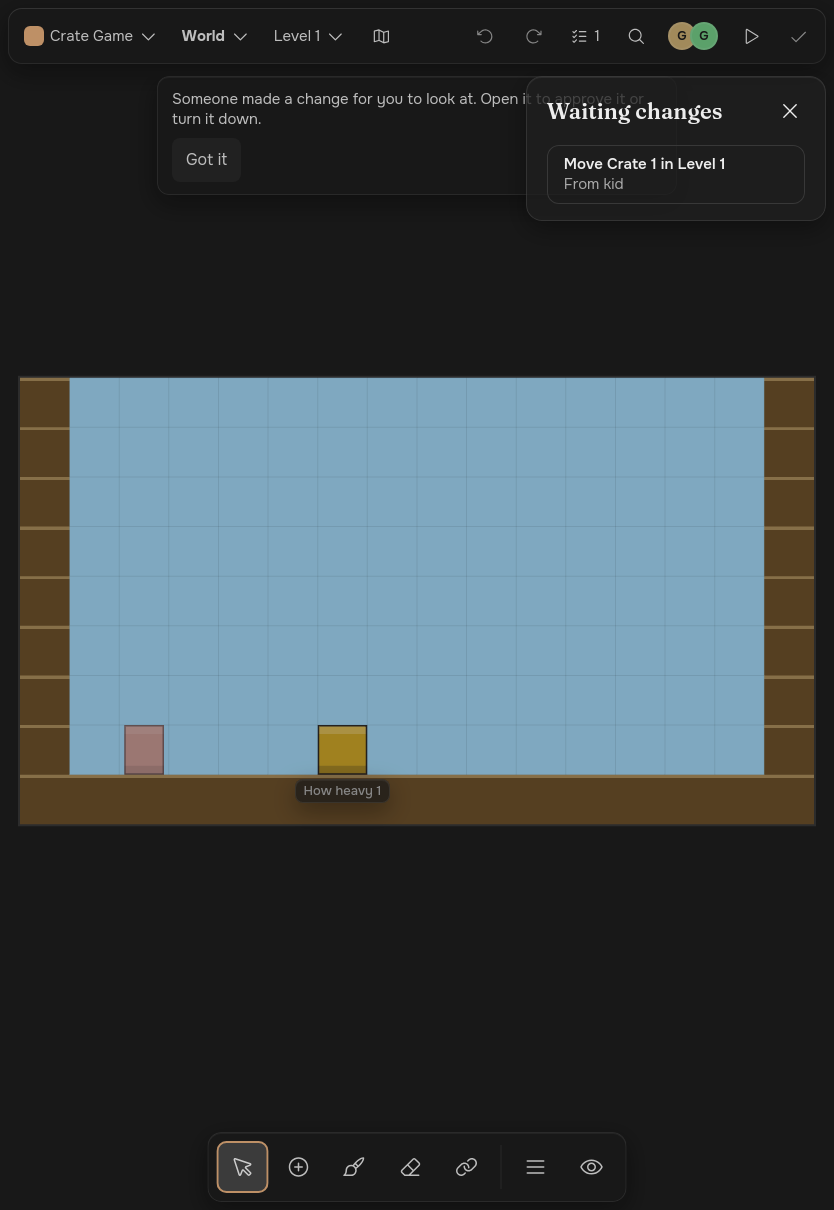 Crate Game
World
Level 1
1
G
G
Someone made a change for you to look at. Open it to approve it or
turn it down.
Got it
Waiting changes
Move Crate 1 in Level 1
From kid
How heavy 1